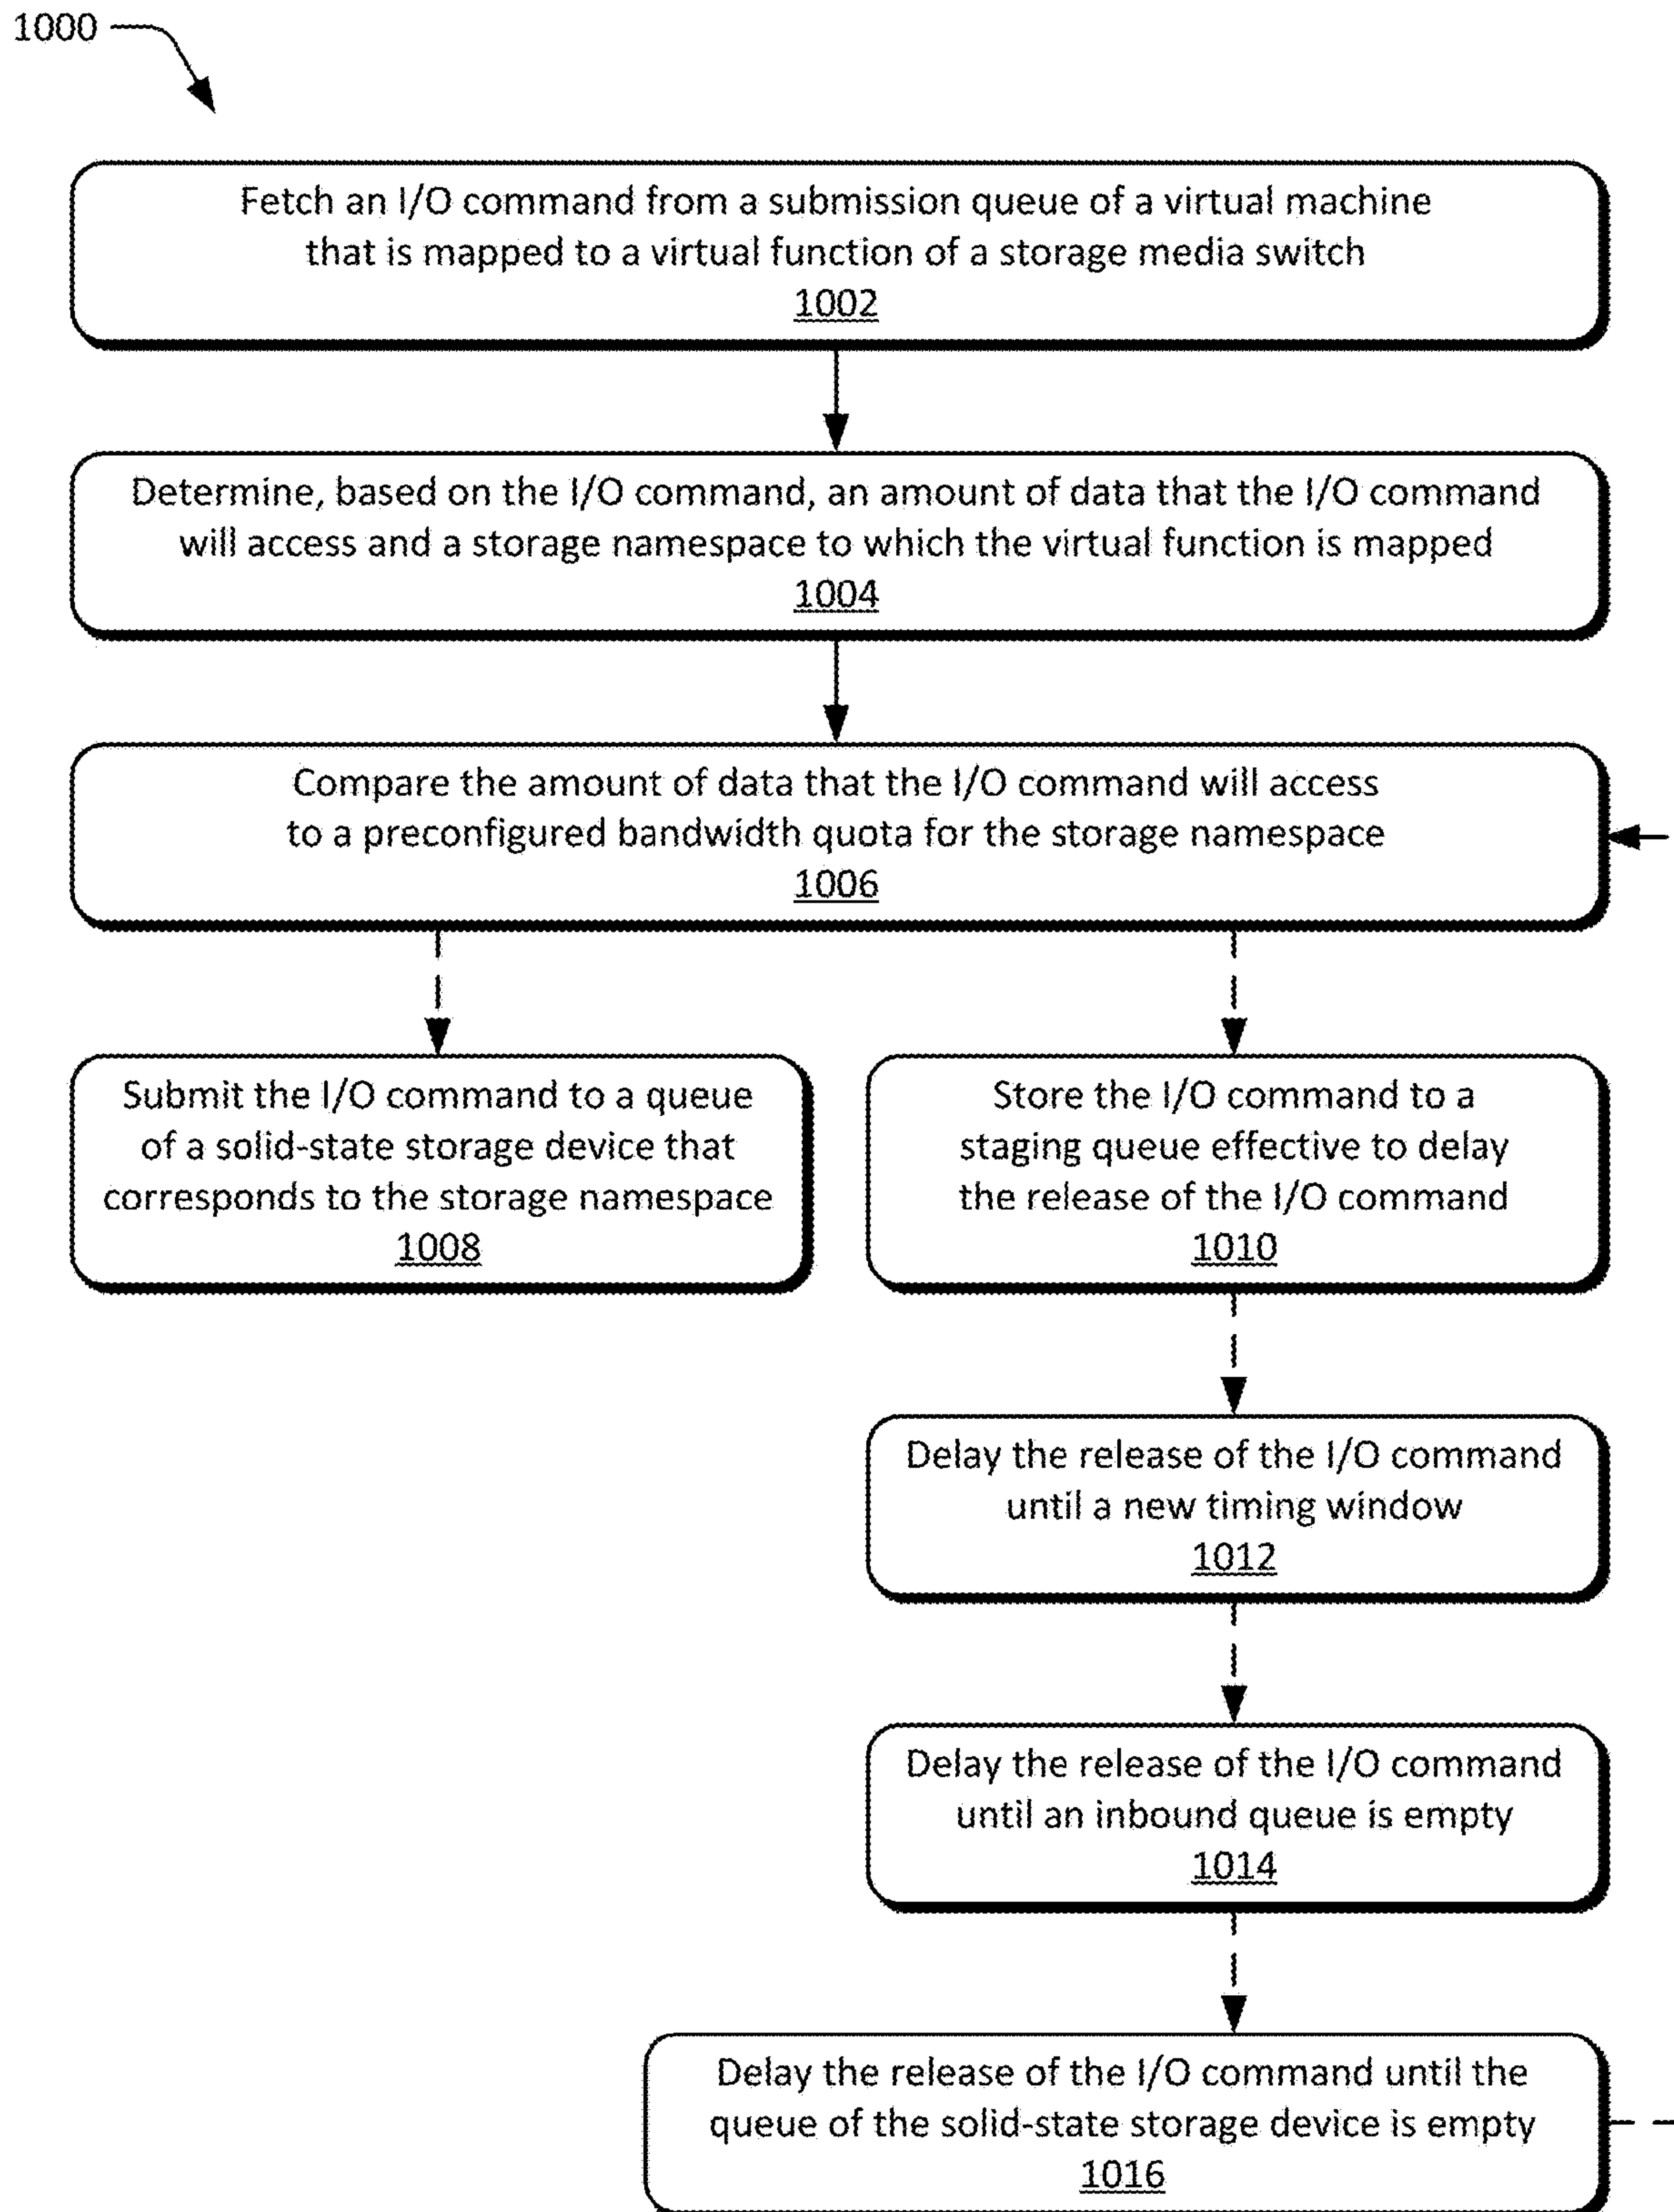 1000
Fetch an I/O command from a submission queue of a virtual machine
that is mapped to a virtual function of a storage media switch
1002
Determine, based on the I/O command, an amount of data that the I/O command
will access and a storage namespace to which the virtual function is mapped
1004
Compare the amount of data that the I/O command will access
to a preconfigured bandwidth quota for the storage namespace
1006
Submit the I/O command to a queue
of a solid-state storage device that
corresponds to the storage namespace
1008
Store the I/O command to a
staging queue effective to delay
the release of the I/O command
1010
Delay the release of the I/O command
until a new timing window
1012
Delay the release of the I/O command
until an inbound queue is empty
1014
Delay the release of the I/O command until the
queue of the solid-state storage device is empty
1016